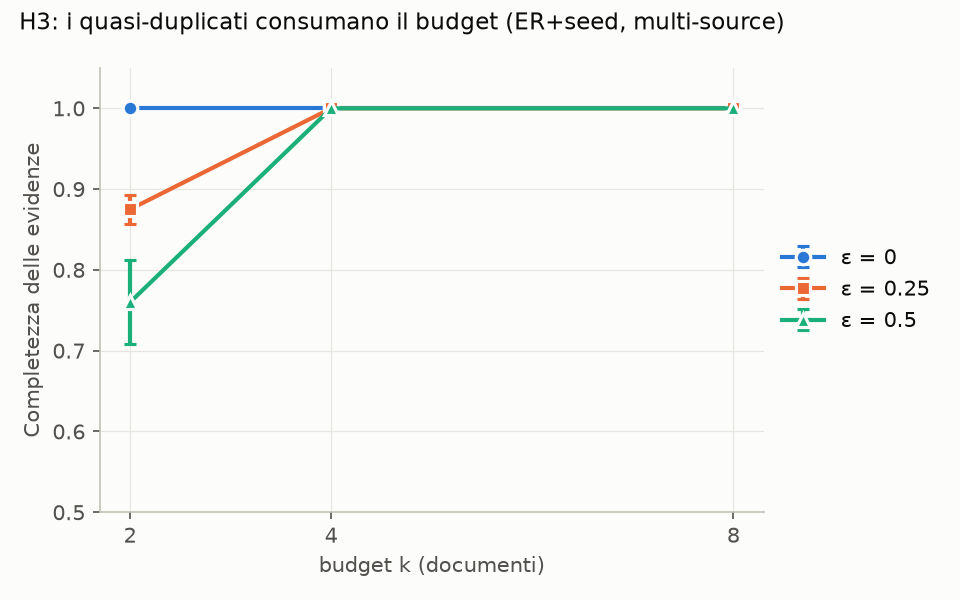 H3: i quasi-duplicati consumano il budget (ER+seed, multi-source)
Completezza delle evidenze
1.0
0.9
0.8
0.7
0.6
0.5
2
4
8
budget k (documenti)
ε = 0
ε = 0.25
ε = 0.5